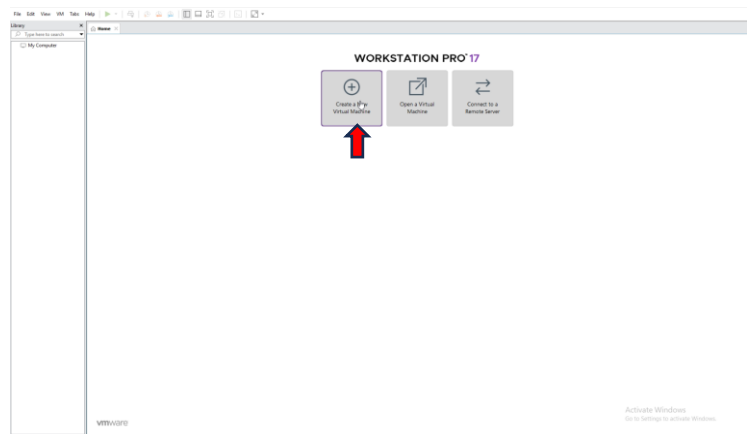 File Edit View VM Tabs Help
Library
Type here to search
Home
My Computer
WORKSTATION PRO™ 17
Create a New
Virtual Machine
Open a Virtual
Machine
Connect to a
Remote Server
vmware
Activate Windows
Go to Settings to activate Windows.